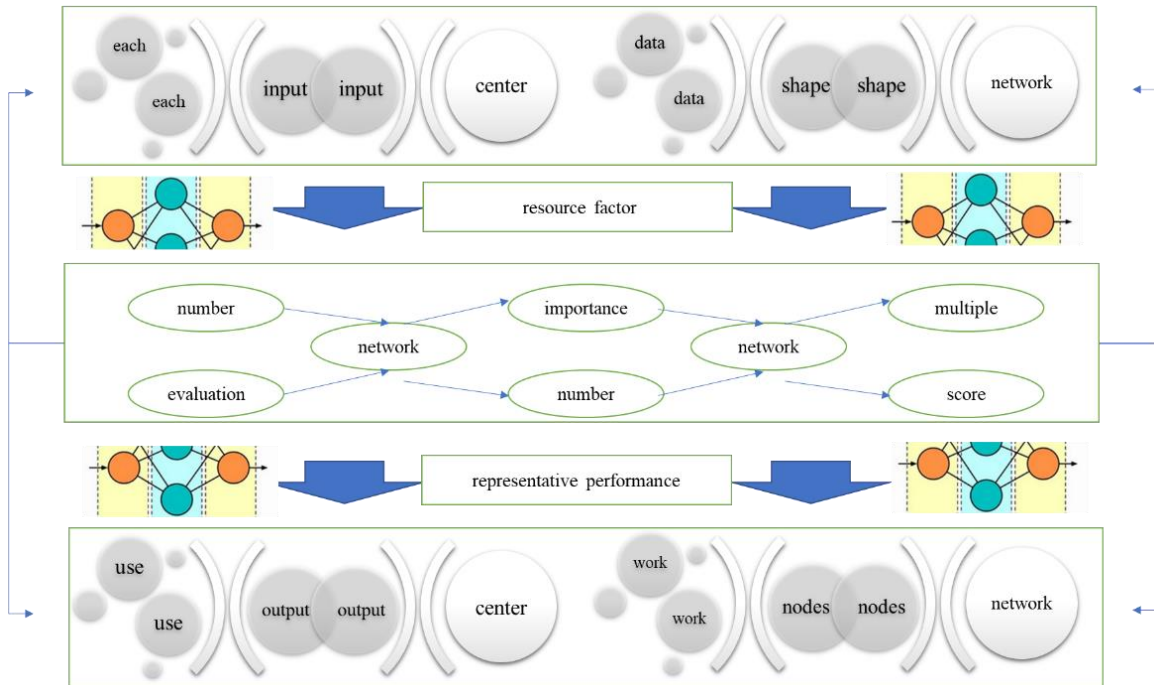 each
each
input input
center
data
data
shape shape
network
resource factor
number
importance
multiple
network
network
evaluation
number
score
representative performance
use
use
output output
center
work
work
nodes nodes
network